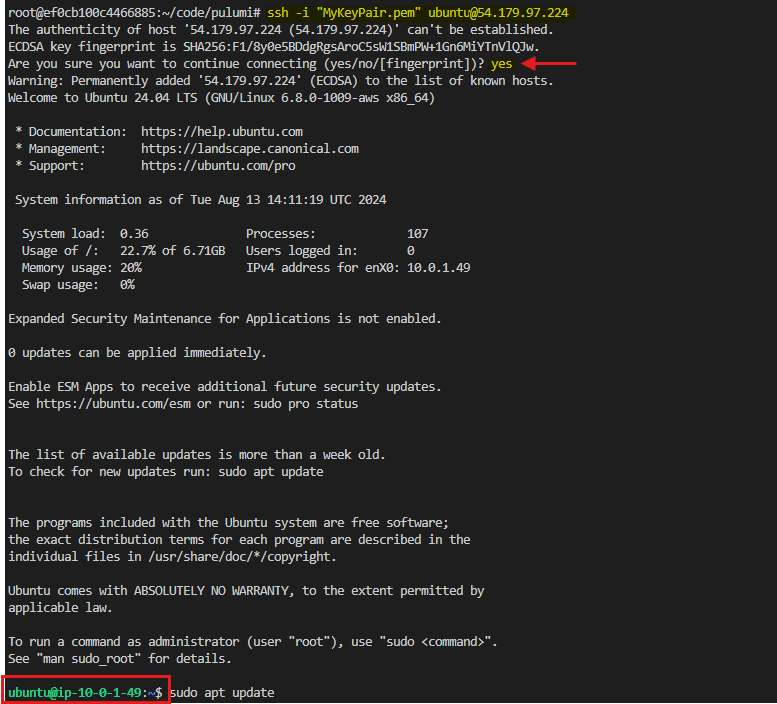 root@ef0cb100c4466885:~/code/pulumi# ssh -i "MyKeyPair.pem" ubuntu@54.179.97.224
The authenticity of host '54.179.97.224 (54.179.97.224)' can't be established.
ECDSA key fingerprint is SHA256:F1/8y0e5BDdgRgsAroC5sW1SBmPW+1Gn6MiYTnVlQJw.
Are you sure you want to continue connecting (yes/no/[fingerprint])? yes
Warning: Permanently added '54.179.97.224' (ECDSA) to the list of known hosts.
Welcome to Ubuntu 24.04 LTS (GNU/Linux 6.8.0-1009-aws x86_64)

 * Documentation:  https://help.ubuntu.com
 * Management:     https://landscape.canonical.com
 * Support:        https://ubuntu.com/pro

 System information as of Tue Aug 13 14:11:19 UTC 2024

  System load:  0.36               Processes:             107
  Usage of /:   22.7% of 6.71GB   Users logged in:       0
  Memory usage: 20%               IPv4 address for enX0: 10.0.1.49
  Swap usage:   0%

Expanded Security Maintenance for Applications is not enabled.

0 updates can be applied immediately.

Enable ESM Apps to receive additional future security updates.
See https://ubuntu.com/esm or run: sudo pro status

The list of available updates is more than a week old.
To check for new updates run: sudo apt update

The programs included with the Ubuntu system are free software;
the exact distribution terms for each program are described in the
individual files in /usr/share/doc/*/copyright.

Ubuntu comes with ABSOLUTELY NO WARRANTY, to the extent permitted by
applicable law.

To run a command as administrator (user "root"), use "sudo <command>".
See "man sudo_root" for details.

ubuntu@ip-10-0-1-49:~$ sudo apt update